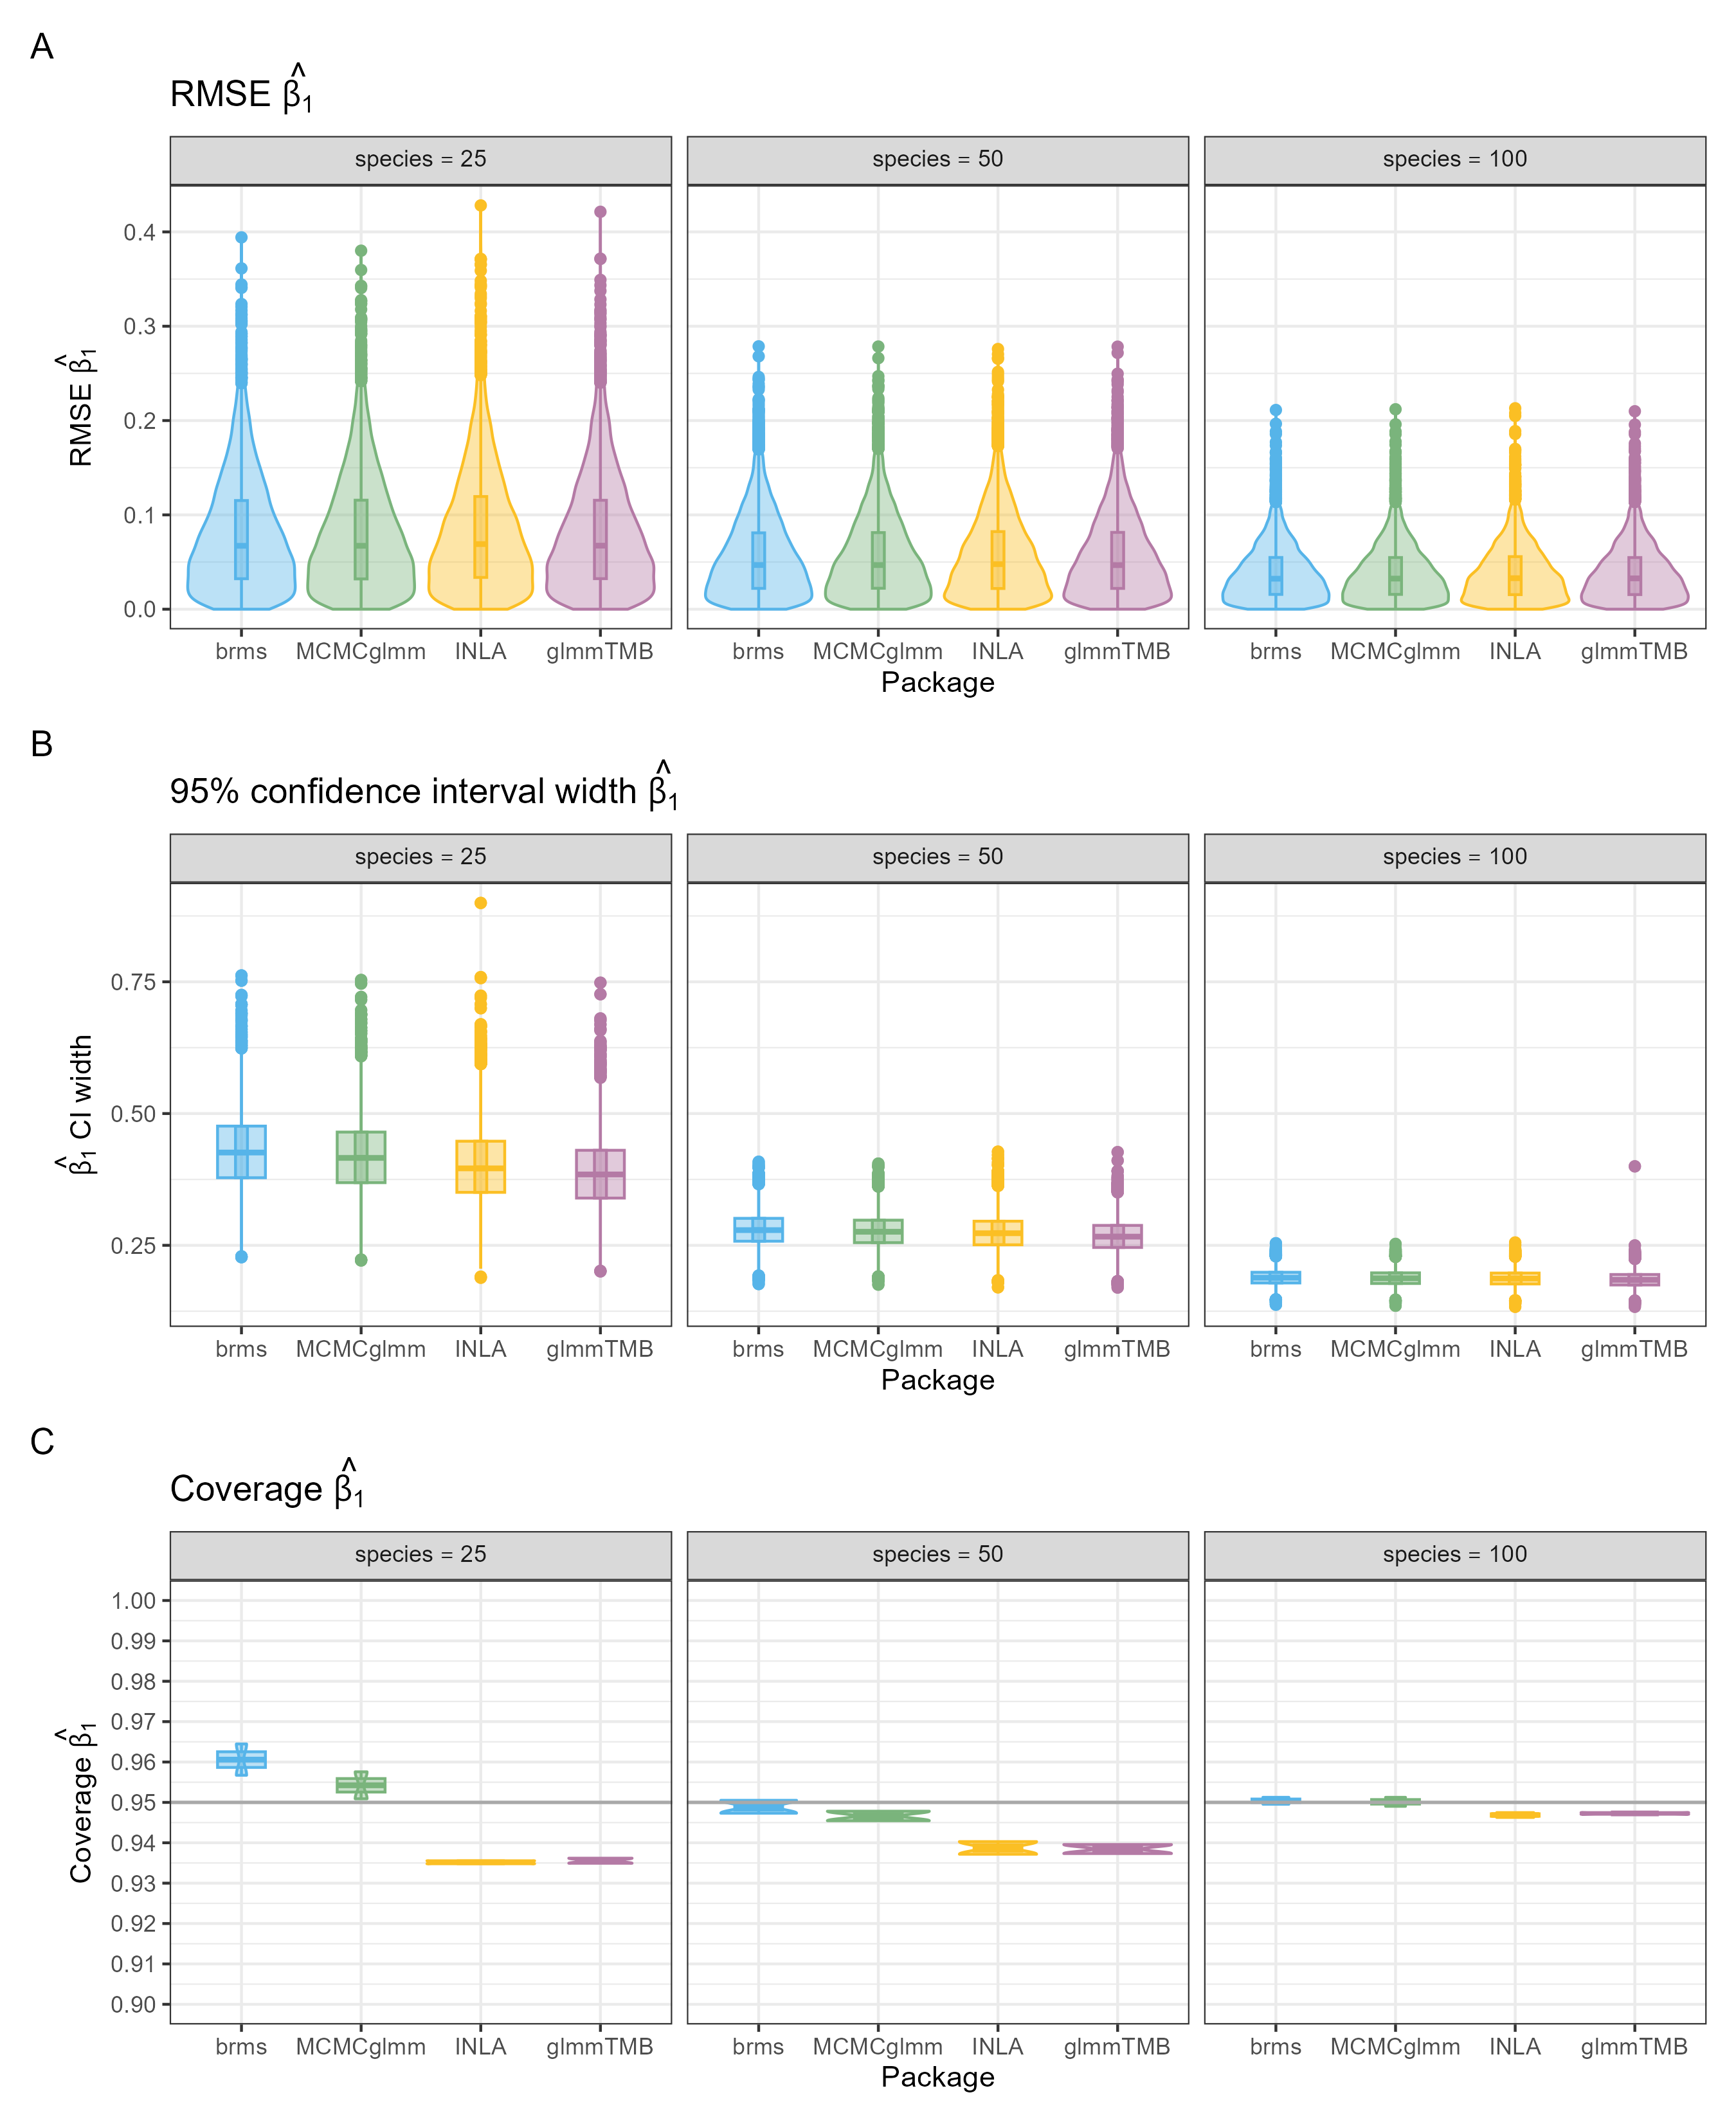 A
RMSE β̂₁
species = 25 species = 50 species = 100
RMSE β̂₁
0.4
0.3
0.2
0.1
0.0
brms MCMCglmm INLA glmmTMB brms MCMCglmm INLA glmmTMB brms MCMCglmm INLA glmmTMB
Package
B
95% confidence interval width β̂₁
species = 25 species = 50 species = 100
β̂₁ CI width
0.75
0.50
0.25
brms MCMCglmm INLA glmmTMB brms MCMCglmm INLA glmmTMB brms MCMCglmm INLA glmmTMB
Package
C
Coverage β̂₁
species = 25 species = 50 species = 100
Coverage β̂₁
1.00
0.99
0.98
0.97
0.96
0.95
0.94
0.93
0.92
0.91
0.90
brms MCMCglmm INLA glmmTMB brms MCMCglmm INLA glmmTMB brms MCMCglmm INLA glmmTMB
Package